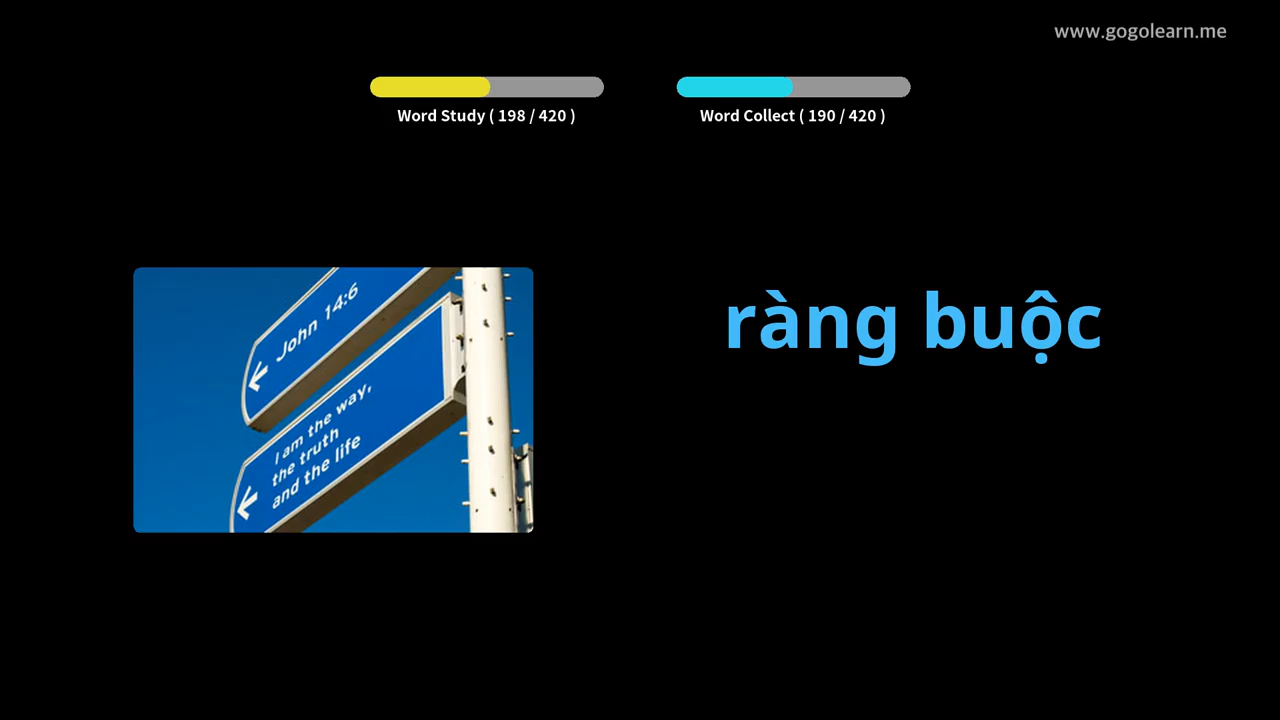 www.gogolearn.me
Word Study ( 198 / 420 )
Word Collect ( 190 / 420 )
John 14:6
I am the way,
the truth
and the life
ràng buộc